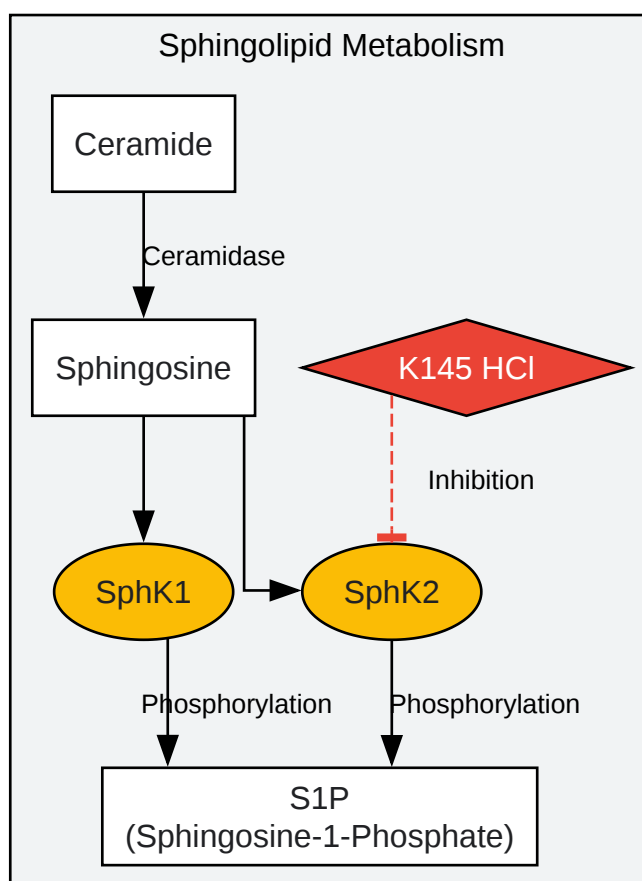 Sphingolipid Metabolism
Ceramide
Ceramidase
Sphingosine
K145 HCl
Inhibition
SphK1
SphK2
Phosphorylation
Phosphorylation
S1P
(Sphingosine-1-Phosphate)